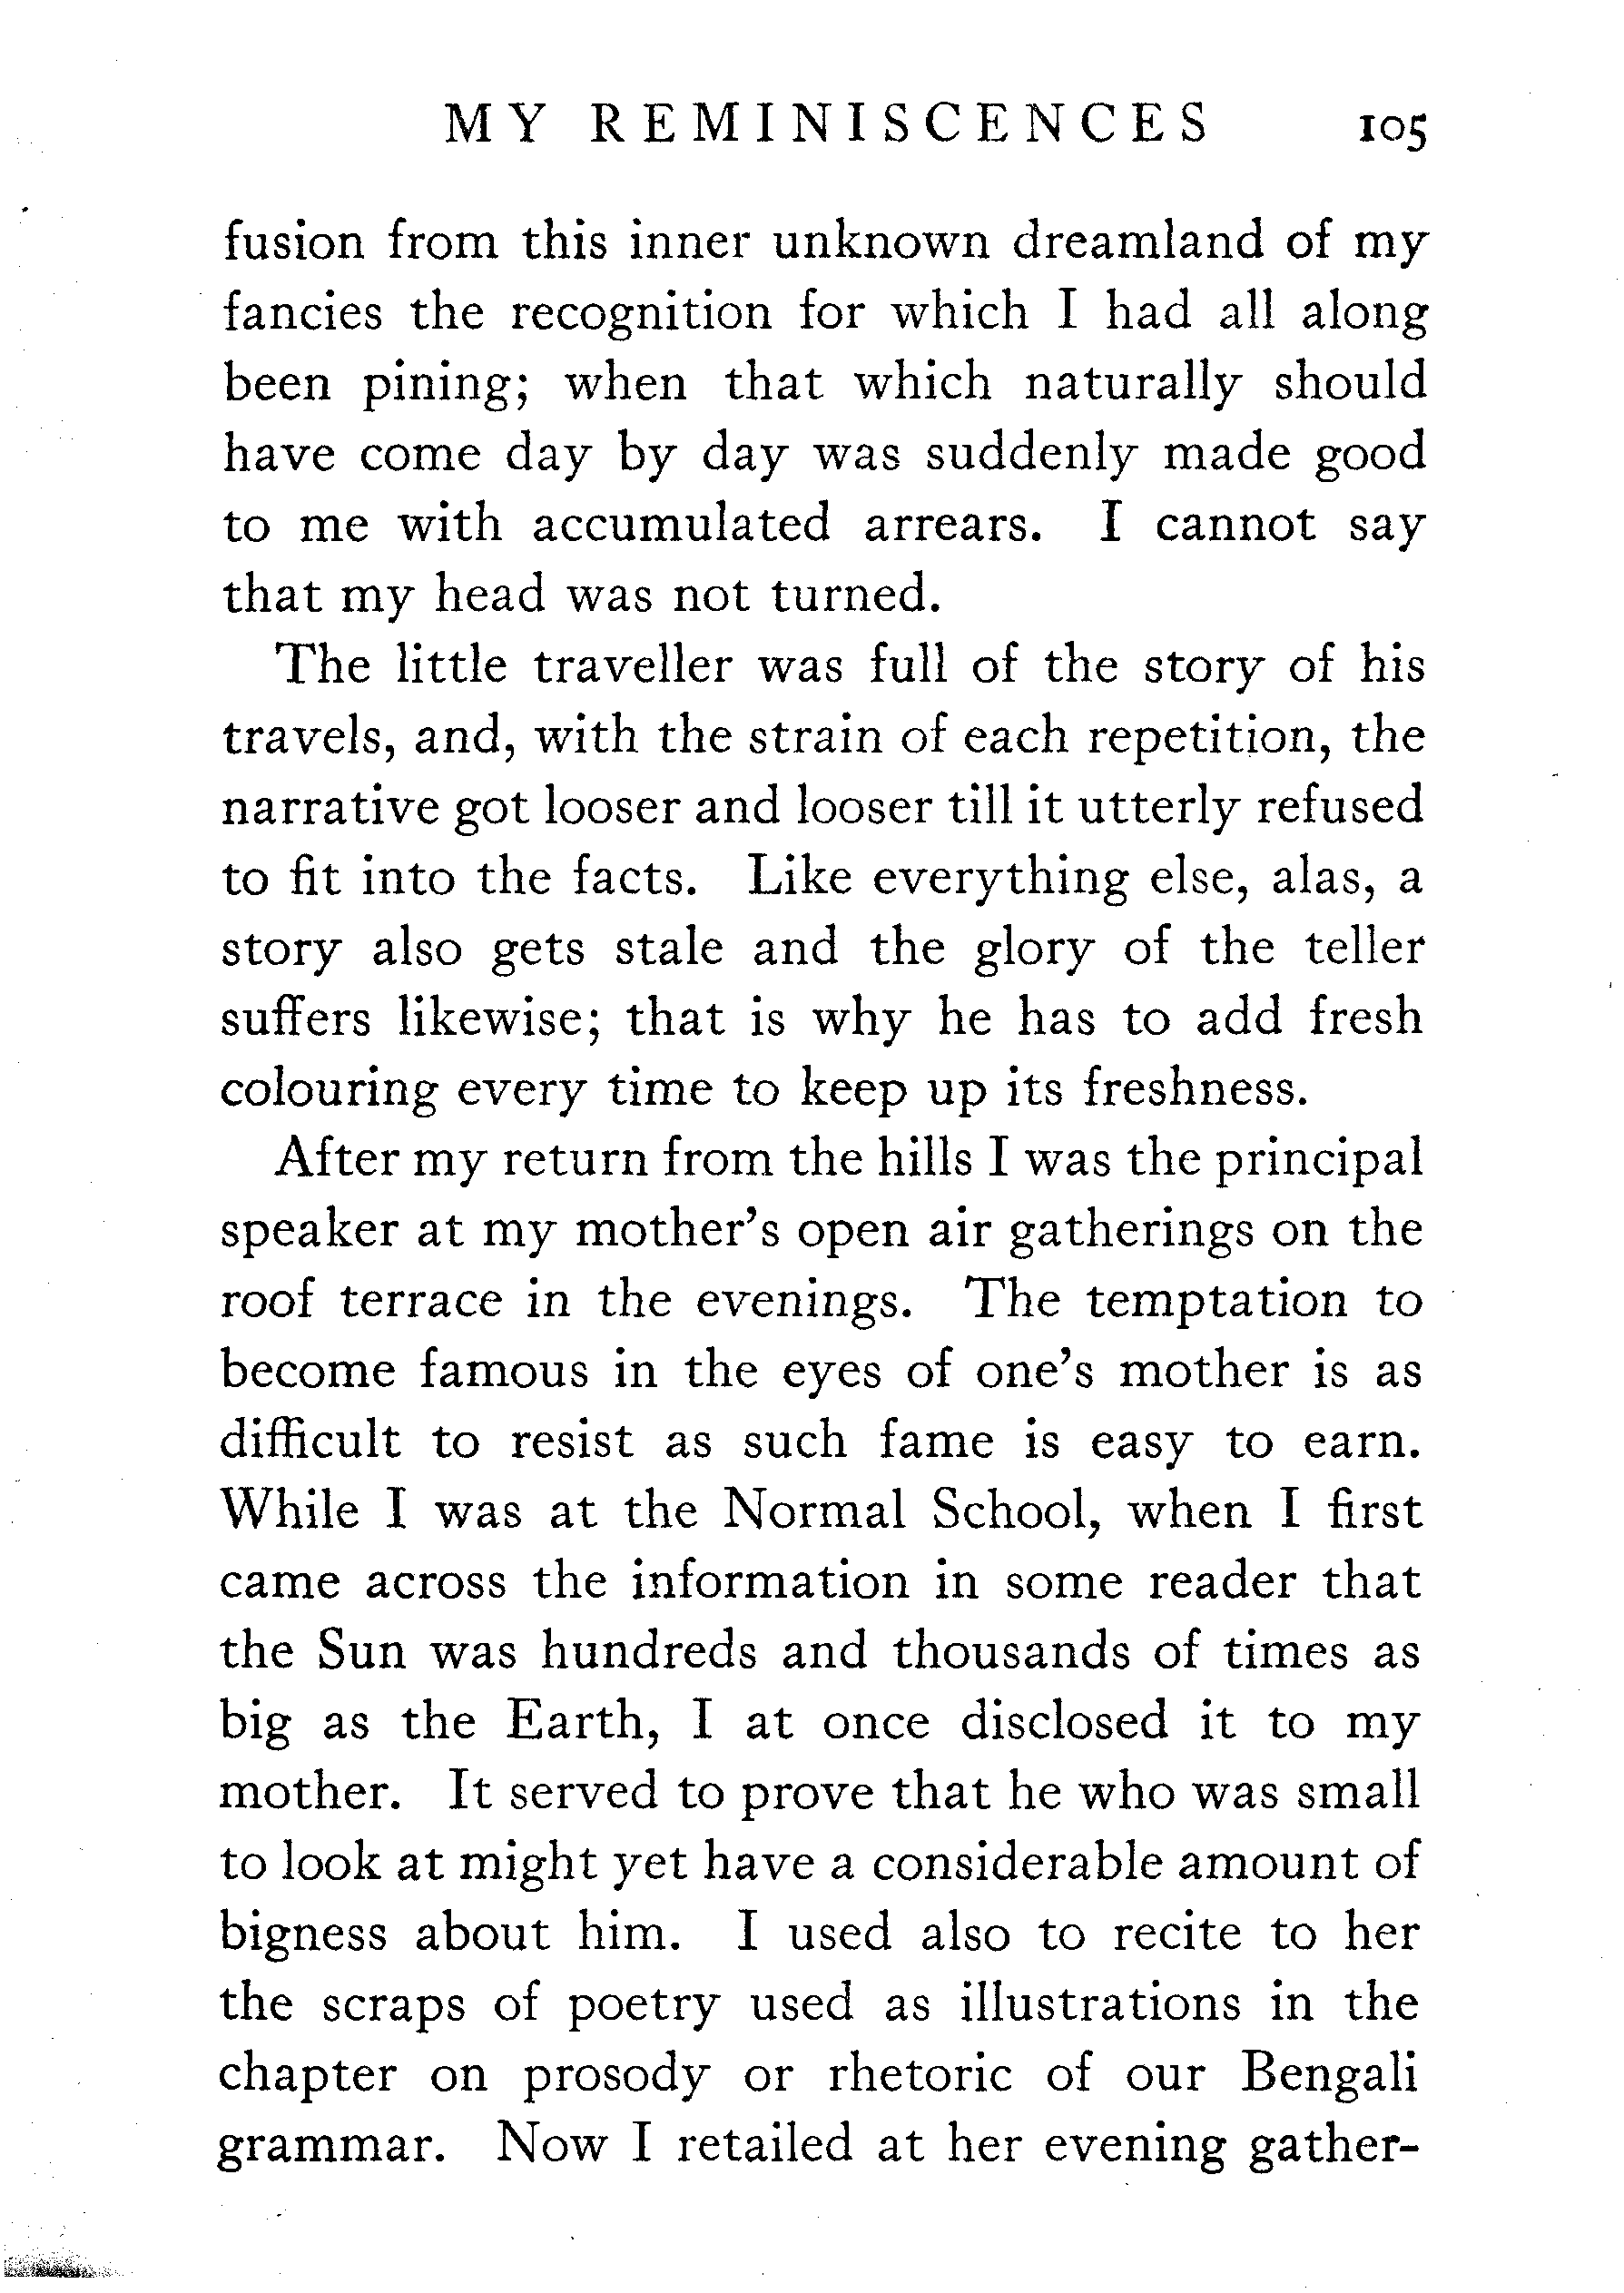 MY REMINISCENCES 105
fusion from this inner unknown dreamland of my
fancies the recognition for which I had all along
been pining; when that which naturally should
have come day by day was suddenly made good
to me with accumulated arrears. I cannot say
that my head was not turned.
The little traveller was full of the story of his
travels, and, with the strain of each repetition, the
narrative got looser and looser till it utterly refused
to fit into the facts. Like everything else, alas, a
story also gets stale and the glory of the teller
suffers likewise; that is why he has to add fresh
colouring every time to keep up its freshness.
After my return from the hills I was the principal
speaker at my mother's open air gatherings on the
roof terrace in the evenings. The temptation to
become famous in the eyes of one's mother is as
difficult to resist as such fame is easy to earn.
While I was at the Normal School, when I first
came across the information in some reader that
the Sun was hundreds and thousands of times as
big as the Earth, I at once disclosed it to my
mother. It served to prove that he who was small
to look at might yet have a considerable amount of
bigness about him. I used also to recite to her
the scraps of poetry used as illustrations in the
chapter on prosody or rhetoric of our Bengali
grammar. Now I retailed at her evening gather-